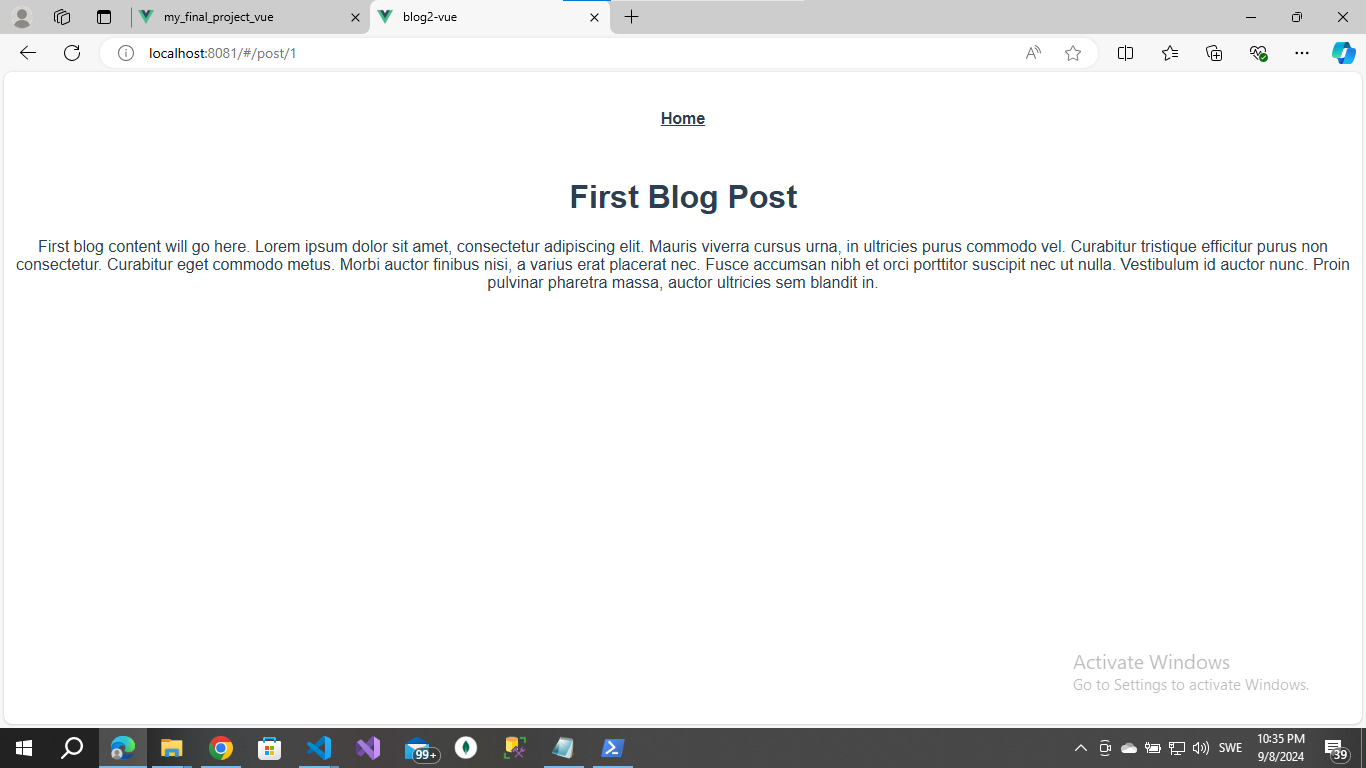 my_final_project_vue
blog2-vue
localhost:8081/#/post/1
Home
First Blog Post
First blog content will go here. Lorem ipsum dolor sit amet, consectetur adipiscing elit. Mauris viverra cursus urna, in ultricies purus commodo vel. Curabitur tristique efficitur purus non
consectetur. Curabitur eget commodo metus. Morbi auctor finibus nisi, a varius erat placerat nec. Fusce accumsan nibh et orci porttitor suscipit nec ut nulla. Vestibulum id auctor nunc. Proin
pulvinar pharetra massa, auctor ultricies sem blandit in.
Activate Windows
Go to Settings to activate Windows.
99+
SWE
10:35 PM
9/8/2024
39